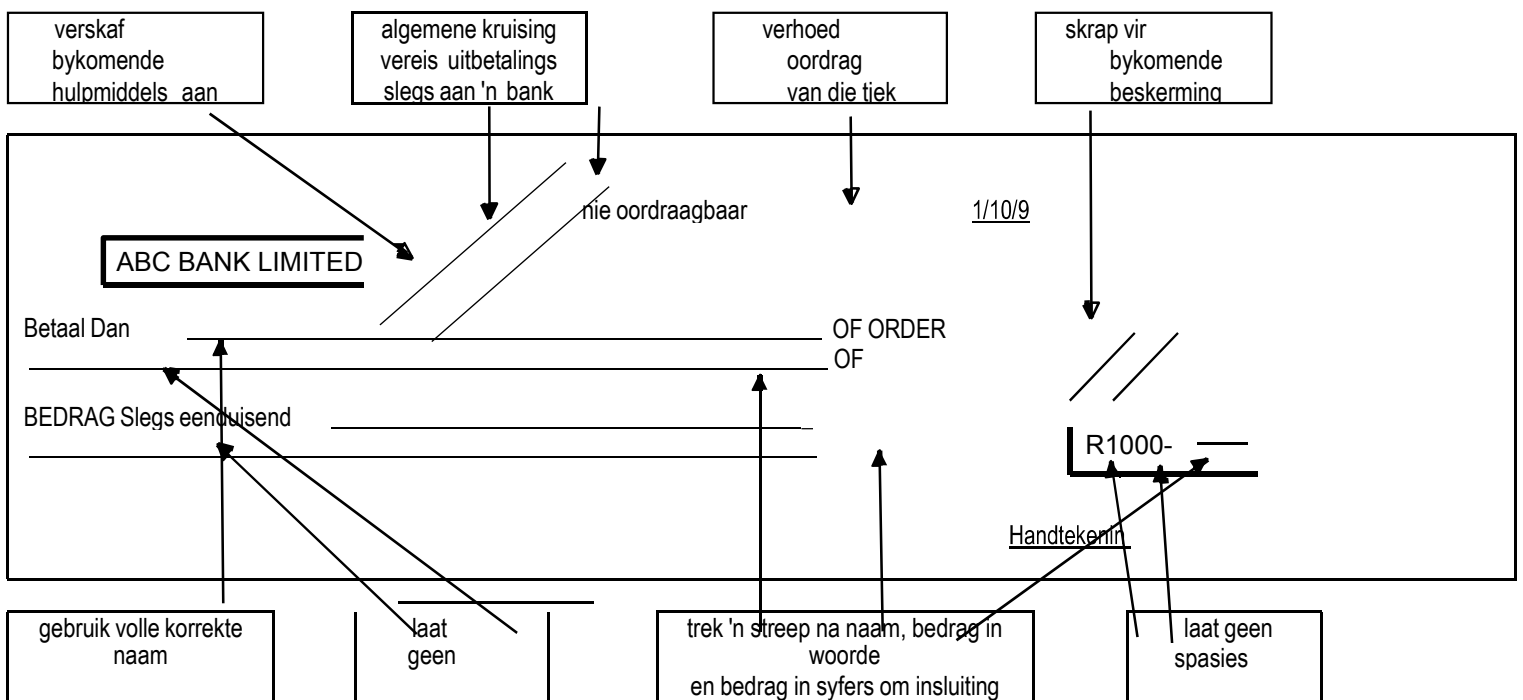 verskaf
bykomende
hulpmiddels aan
algemene kruising
vereis uitbetalings
slegs aan 'n bank
verhoed
oordrag
van die tjek
skrap vir
bykomende
beskerming
nie oordraagbaar
1/10/9
ABC BANK LIMITED
Betaal Dan
OF ORDER
OF
BEDRAG Slegs eenduisend
R1000-
Handtekenin
gebruik volle korrekte
naam
laat
geen
trek 'n streep na naam, bedrag in
woorde
en bedrag in syfers om insluiting
laat geen
spasies